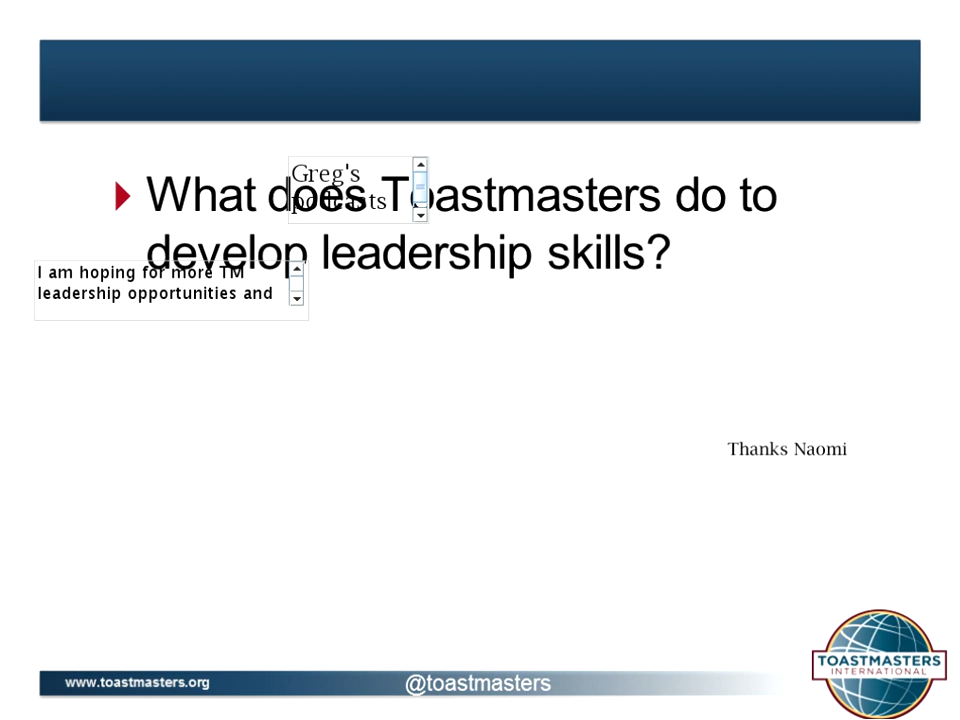 Greg's
podcasts
What does Toastmasters do to
develop leadership skills?
I am hoping for more TM
leadership opportunities and
Thanks Naomi
www.toastmasters.org
@toastmasters
TOASTMASTERS
INTERNATIONAL